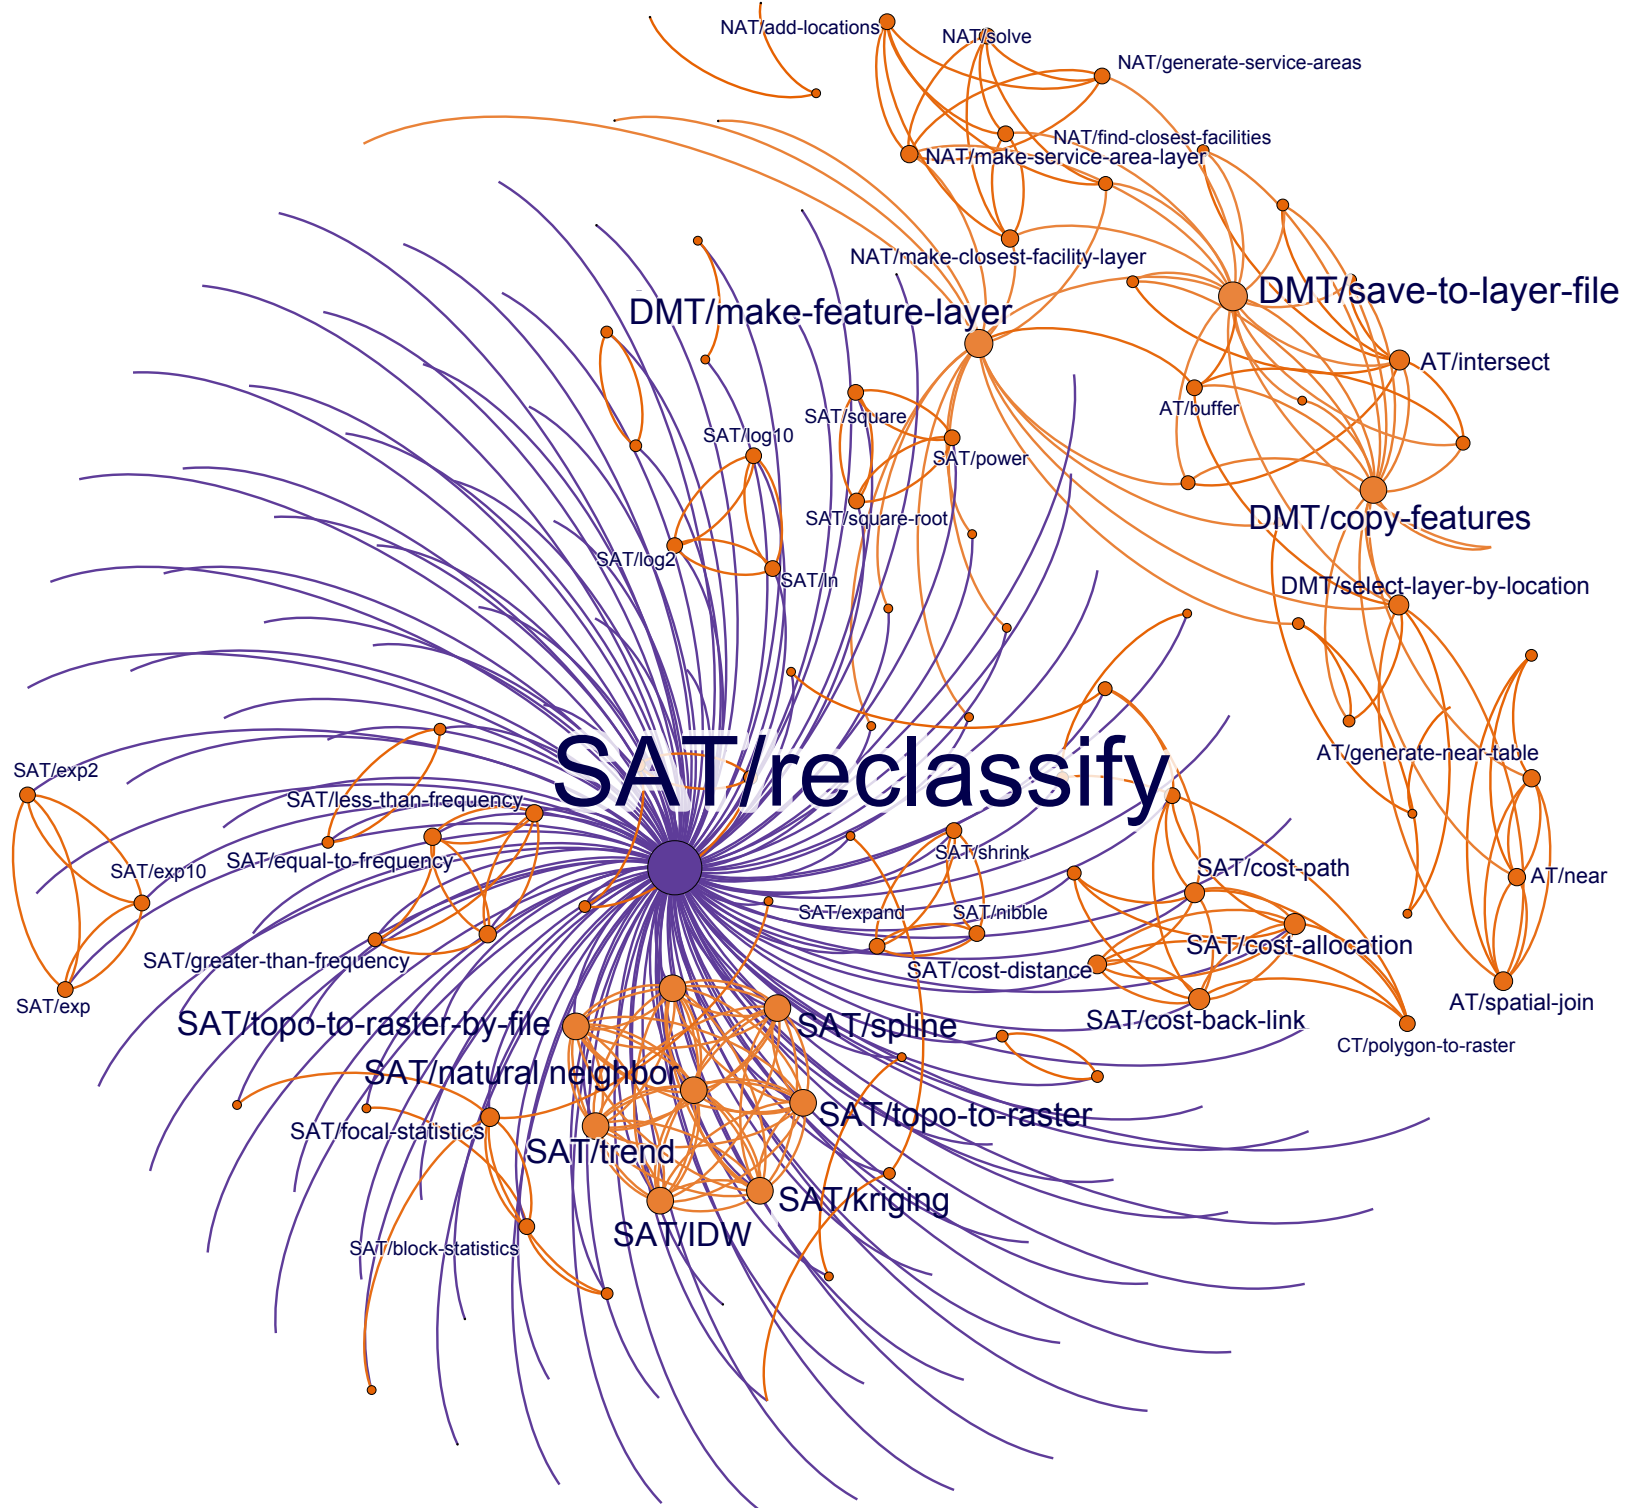 NAT/add-locations
NAT/solve
NAT/generate-service-areas
NAT/find-closest-facilities
NAT/make-service-area-layer
NAT/make-closest-facility-layer
DMT/save-to-layer-file
DMT/make-feature-layer
AT/intersect
AT/buffer
SAT/square
SAT/log10
SAT/power
SAT/square-root
DMT/copy-features
SAT/log2
SAT/ln
DMT/select-layer-by-location
AT/generate-near-table
SAT/reclassify
SAT/exp2
SAT/less-than-frequency
SAT/equal-to-frequency
SAT/exp10
SAT/shrink
SAT/cost-path
AT/near
SAT/expand
SAT/nibble
SAT/cost-allocation
SAT/greater-than-frequency
SAT/cost-distance
SAT/exp
AT/spatial-join
SAT/topo-to-raster-by-file
SAT/spline
SAT/cost-back-link
CT/polygon-to-raster
SAT/natural neighbor
SAT/topo-to-raster
SAT/focal-statistics
SAT/trend
SAT/kriging
SAT/IDW
SAT/block-statistics